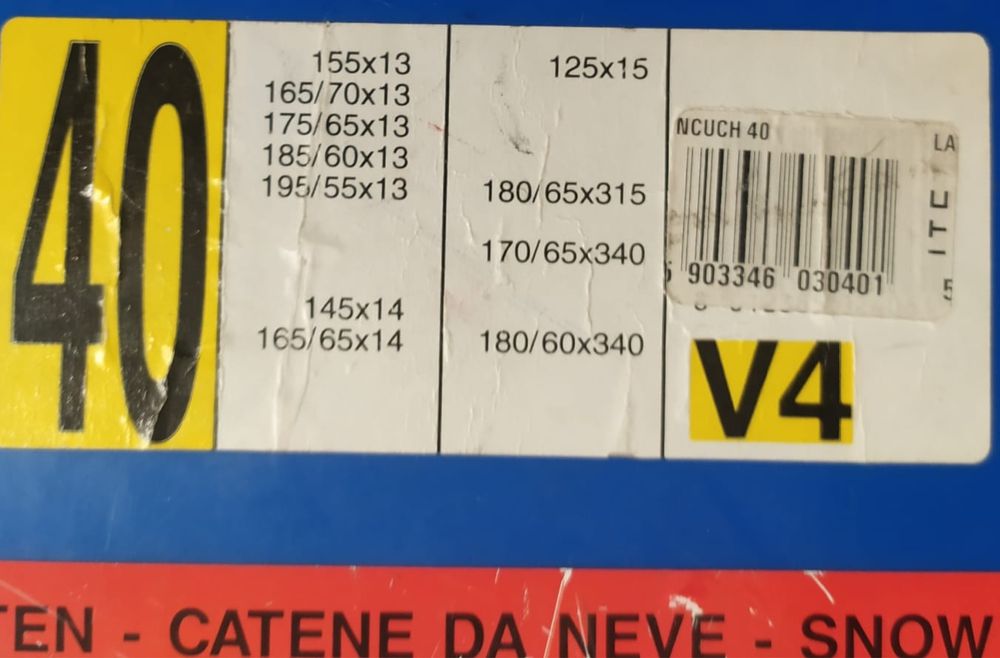 40
155x13
165/70x13
175/65x13
185/60x13
195/55x13
145x14
165/65x14
125x15
180/65x315
170/65x340
180/60x340
NCUCH 40
LA
903346 030401
ITC
5
V4
TEN - CATENE DA NEVE - SNOW